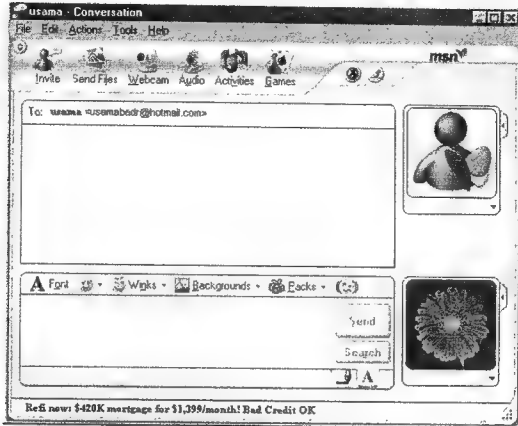 usama - Conversation
File Edit Actions Tools Help
msn
Invite Send Files Webcam Audio Activities Games
To: usama <usamabadr@hotmail.com>
A Font Winks Backgrounds Packs
Send
Search
A
Refi now: $420K mortgage for $1,399/month! Bad Credit OK